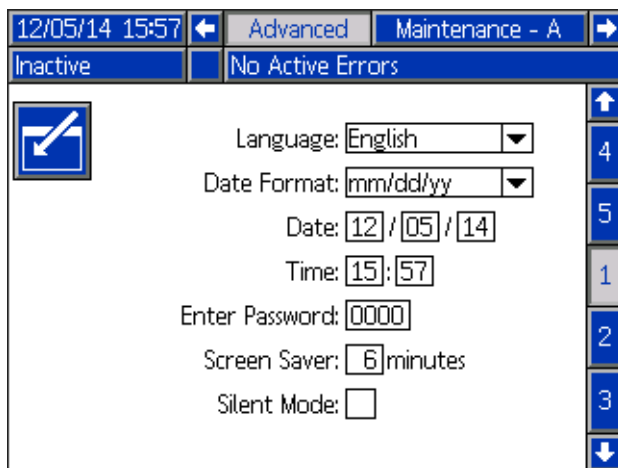 12/05/14 15:57 Advanced Maintenance - A
Inactive No Active Errors
Language: English
4
Date Format: mm/dd/yy
Date: 12 / 05 / 14
5
Time: 15 : 57
1
Enter Password: 0000
2
Screen Saver: 6 minutes
Silent Mode:
3